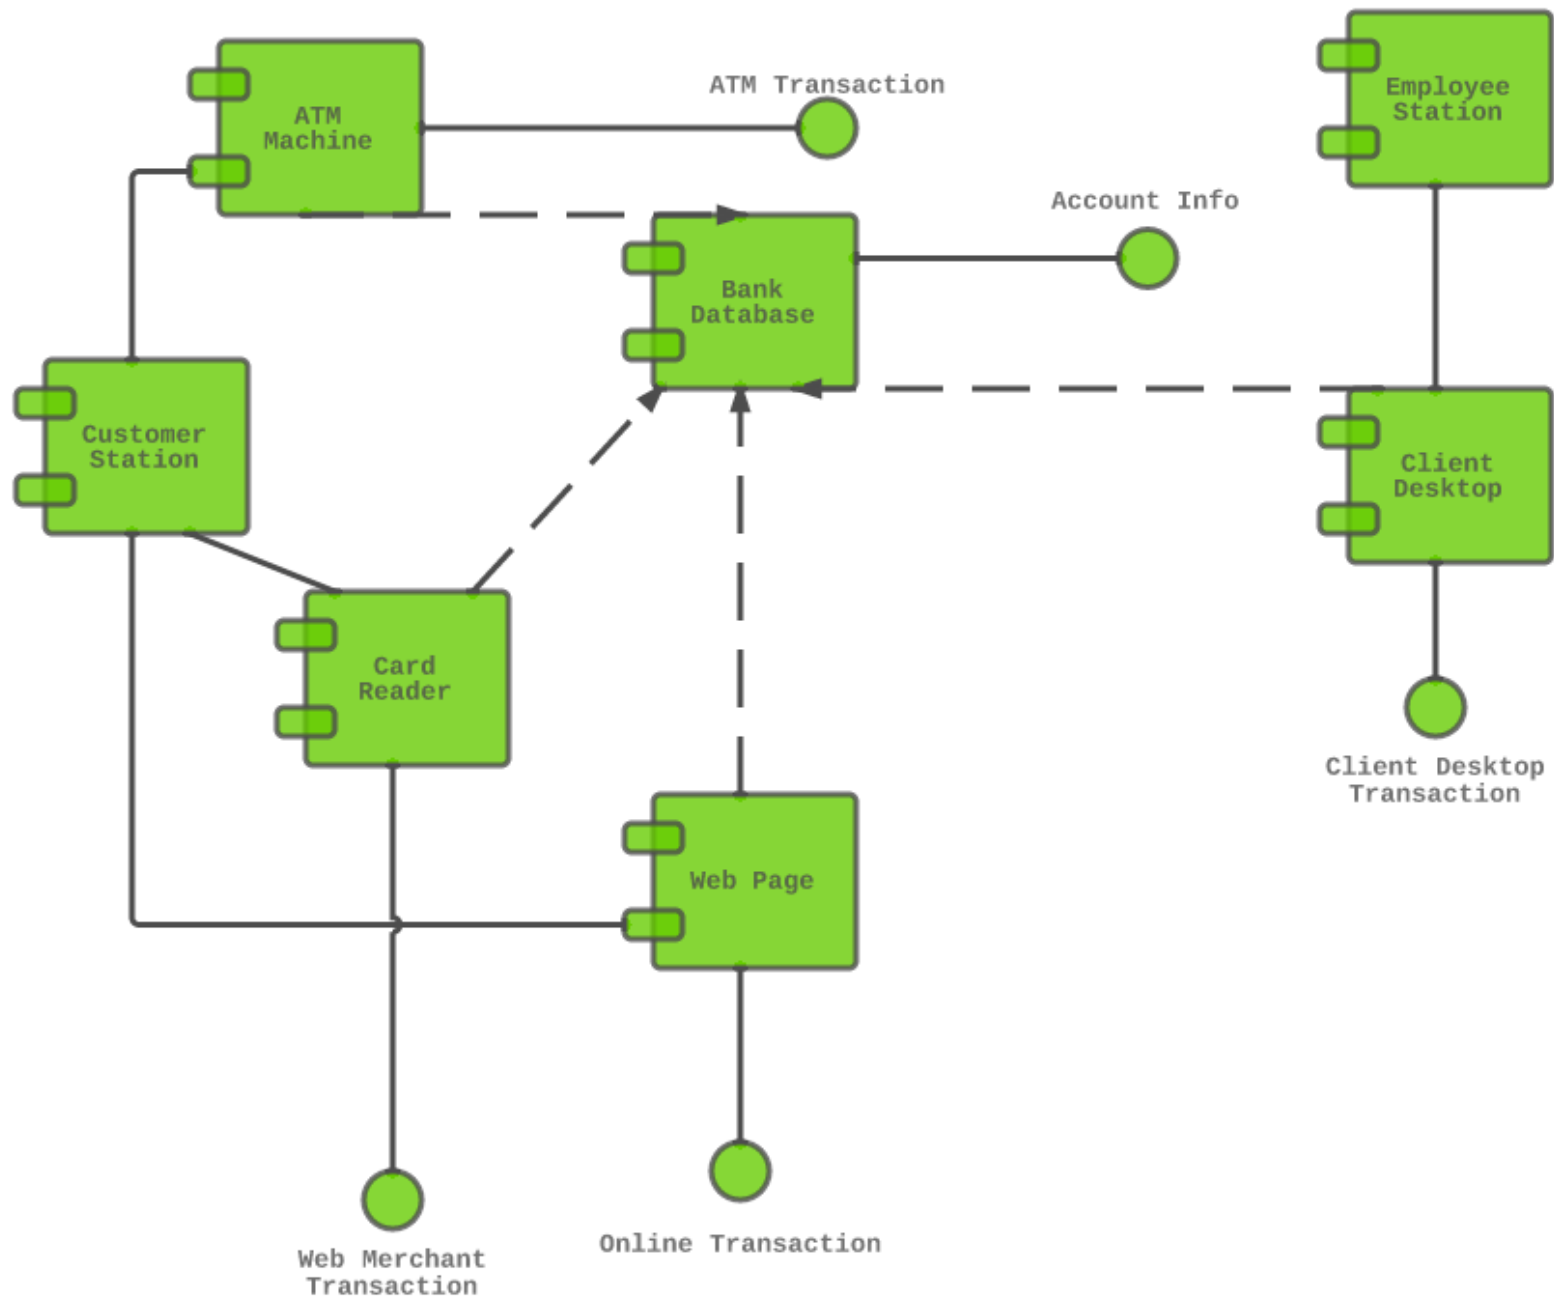 ATM Transaction
Employee
Station
ATM
Machine
Account Info
Bank
Database
Customer
Station
Client
Desktop
Card
Reader
Client Desktop
Transaction
Web Page
Online Transaction
Web Merchant
Transaction